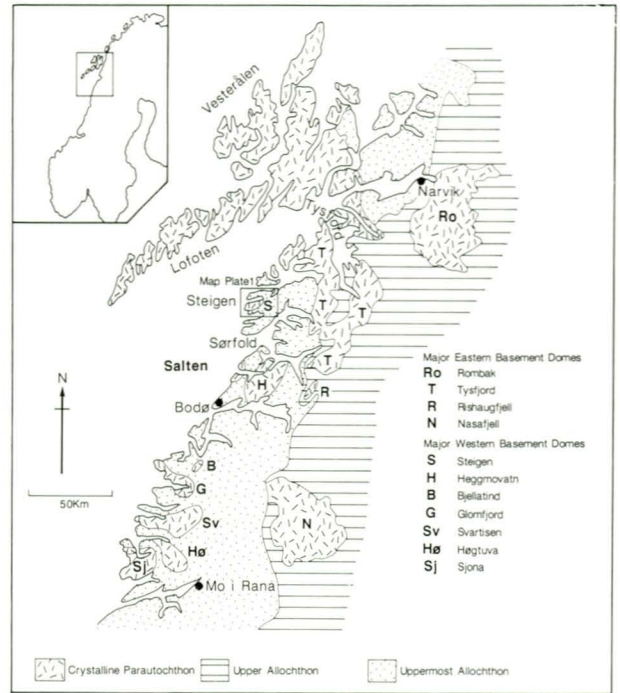 Vesterålen
Narvik
Ro
Tysfjord
T
Lofoten
Map Plate1
Steigen
S
T
T
Sørfold
T
Salten
H
R
N
Bodø
50Km
B
G
Sv
N
Hø
Sj
Mo i Rana
Major Eastern Basement Domes
Ro Rombak
T Tysfjord
R Rishaugfjell
N Nasafjell
Major Western Basement Domes
S Steigen
H Heggmovatn
B Bjellatind
G Glomfjord
Sv Svartisen
Hø Høgtuva
Sj Sjona
Crystalline Parautochthon Upper Allochthon Uppermost Allochthon